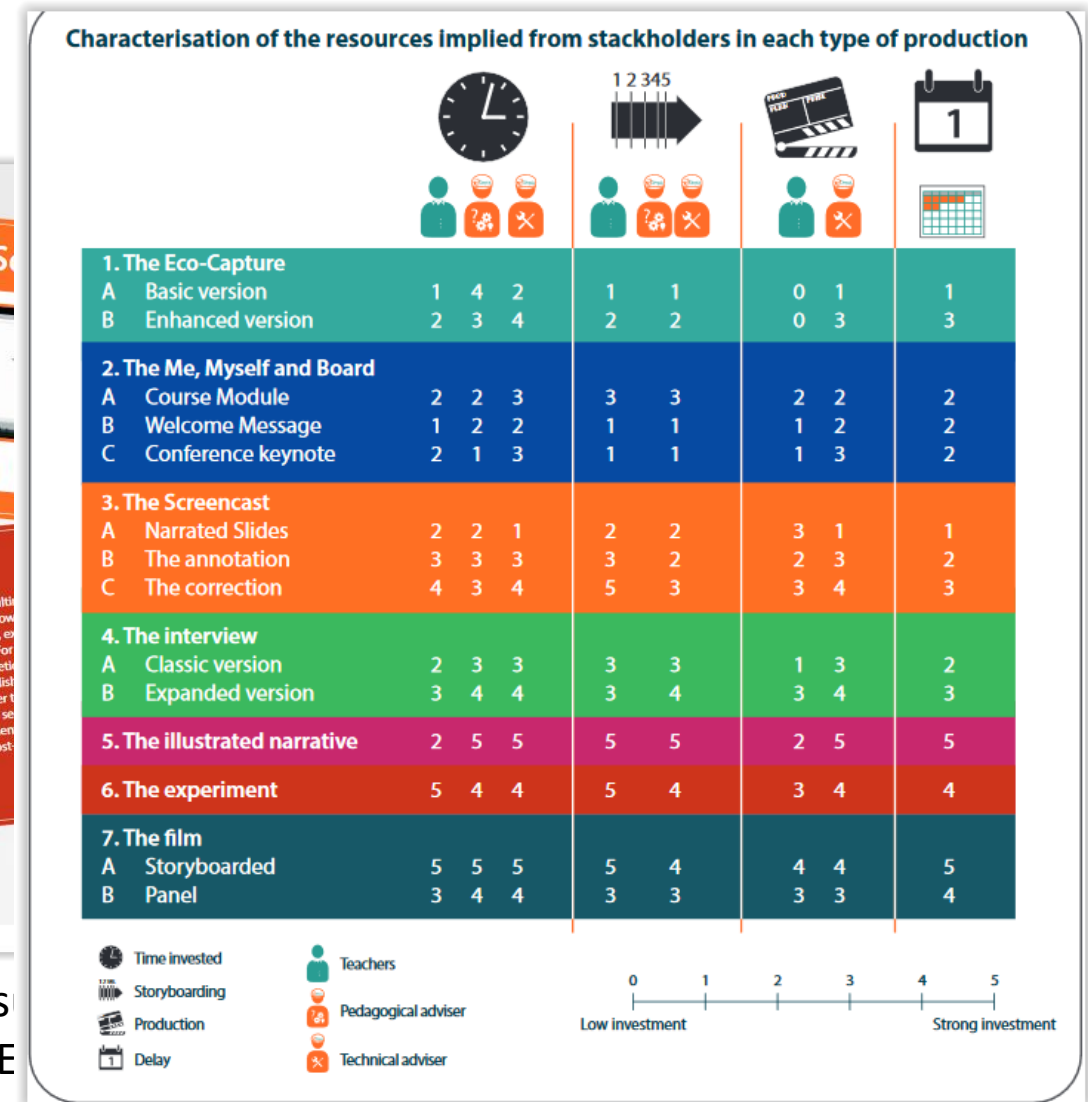 Characterisation of the resources implied from stackholders in each type of production
1 2 3 4 5
1
1. The Eco-Capture
A Basic version 1 4 2 1 1 0 1 1
B Enhanced version 2 3 4 2 2 0 3 3
2. The Me, Myself and Board
A Course Module 2 2 3 3 3 2 2 2
B Welcome Message 1 2 2 1 1 1 2 2
C Conference keynote 2 1 3 1 1 1 3 2
3. The Screencast
A Narrated Slides 2 2 1 2 2 3 1 1
B The annotation 3 3 3 3 2 2 3 2
C The correction 4 3 4 5 3 3 4 3
4. The interview
A Classic version 2 3 3 3 3 1 3 2
B Expanded version 3 4 4 3 4 3 4 3
5. The illustrated narrative 2 5 5 5 5 2 5 5
6. The experiment 5 4 4 5 4 3 4 4
7. The film
A Storyboarded 5 5 5 5 4 4 4 5
B Panel 3 4 4 3 3 3 3 4
Time invested
Storyboarding
Production
1 Delay
Teachers
Pedagogical adviser
Technical adviser
0 1 2 3 4 5
Low investment Strong investment